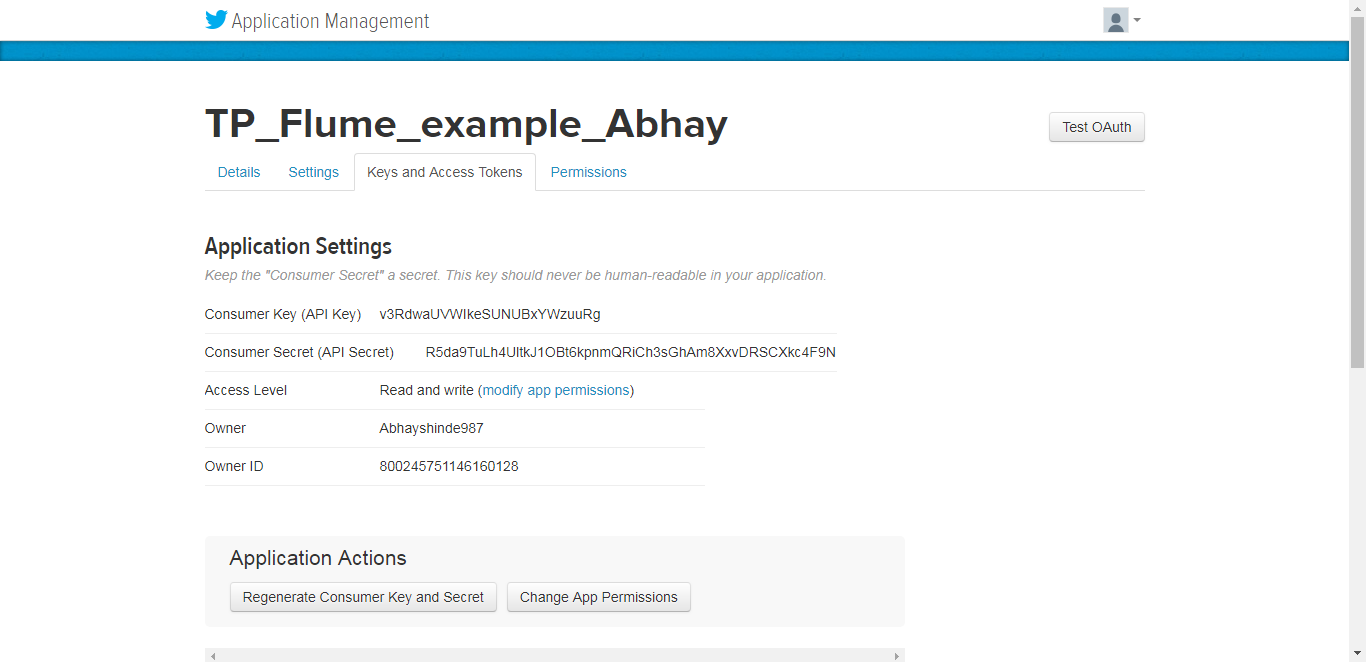 Application Management
TP_Flume_example_Abhay
Test OAuth
Details Settings Keys and Access Tokens Permissions
Application Settings
Keep the "Consumer Secret" a secret. This key should never be human-readable in your application.
Consumer Key (API Key) v3RdwaUVWIkeSUNUBxYWzuuRg
Consumer Secret (API Secret) R5da9TuLh4UItkJ1OBt6kpnmQRiCh3sGhAm8XxvDRSCXkc4F9N
Access Level Read and write (modify app permissions)
Owner Abhayshinde987
Owner ID 800245751146160128
Application Actions
Regenerate Consumer Key and Secret Change App Permissions